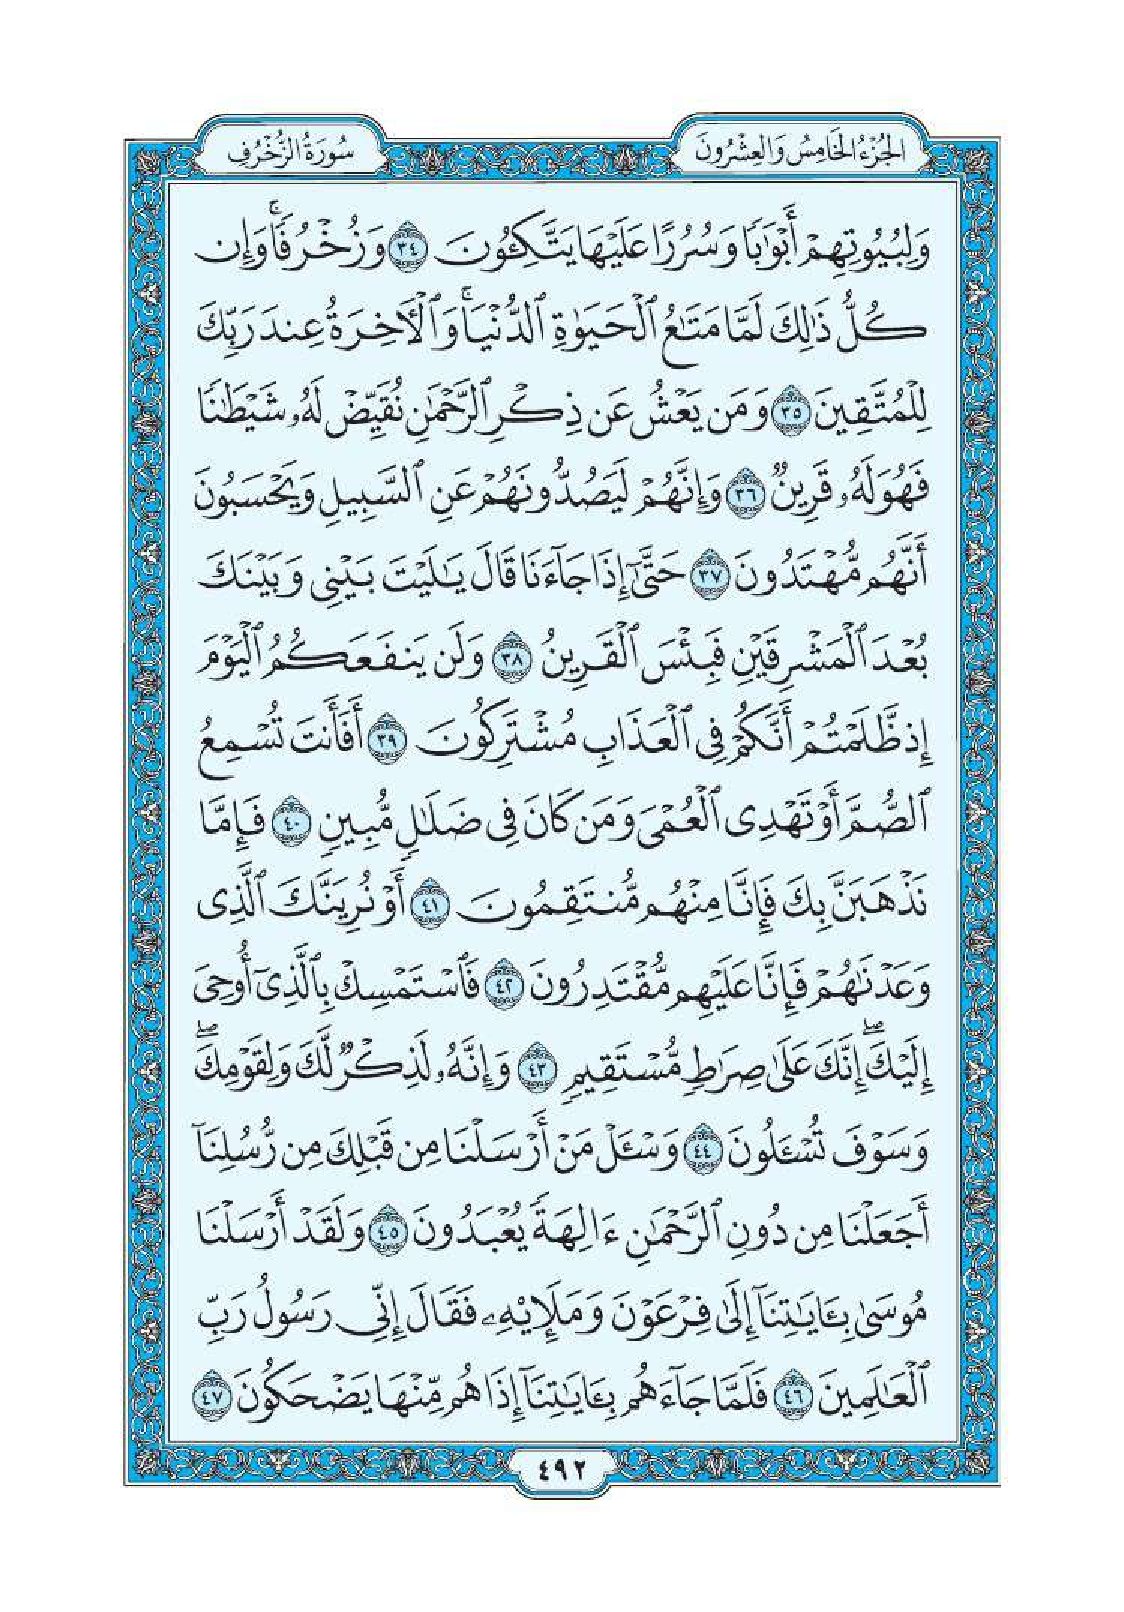 الجُزْءُ الخَامِسُ وَالعِشْرُونَ
سُورَةُ الزُّخْرُفِ
وَلِبُيُوتِهِمْ أَبْوَٰبًا وَسُرُرًا عَلَيْهَا يَتَّكِـُٔونَ ٣٤ وَزُخْرُفًا ۚ وَإِن
كُلُّ ذَٰلِكَ لَمَّا مَتَـٰعُ ٱلْحَيَوٰةِ ٱلدُّنْيَا ۚ وَٱلْـَٔاخِرَةُ عِندَ رَبِّكَ
لِلْمُتَّقِينَ ٣٥ وَمَن يَعْشُ عَن ذِكْرِ ٱلرَّحْمَـٰنِ نُقَيِّضْ لَهُۥ شَيْطَـٰنًا
فَهُوَ لَهُۥ قَرِينٌ ٣٦ وَإِنَّهُمْ لَيَصُدُّونَهُمْ عَنِ ٱلسَّبِيلِ وَيَحْسَبُونَ
أَنَّهُم مُّهْتَدُونَ ٣٧ حَتَّىٰٓ إِذَا جَآءَنَا قَالَ يَـٰلَيْتَ بَيْنِى وَبَيْنَكَ
بُعْدَ ٱلْمَشْرِقَيْنِ فَبِئْسَ ٱلْقَرِينُ ٣٨ وَلَن يَنفَعَكُمُ ٱلْيَوْمَ
إِذ ظَّلَمْتُمْ أَنَّكُمْ فِى ٱلْعَذَابِ مُشْتَرِكُونَ ٣٩ أَفَأَنتَ تُسْمِعُ
ٱلصُّمَّ أَوْ تَهْدِى ٱلْعُمْىَ وَمَن كَانَ فِى ضَلَـٰلٍ مُّبِينٍ ٤٠ فَإِمَّا
نَذْهَبَنَّ بِكَ فَإِنَّا مِنْهُم مُّنتَقِمُونَ ٤١ أَوْ نُرِيَنَّكَ ٱلَّذِى
وَعَدْنَـٰهُمْ فَإِنَّا عَلَيْهِم مُّقْتَدِرُونَ ٤٢ فَٱسْتَمْسِكْ بِٱلَّذِىٓ أُوحِىَ
إِلَيْكَ ۖ إِنَّكَ عَلَىٰ صِرَٰطٍ مُّسْتَقِيمٍ ٤٣ وَإِنَّهُۥ لَذِكْرٌ لَّكَ وَلِقَوْمِكَ ۖ
وَسَوْفَ تُسْـَٔلُونَ ٤٤ وَسْـَٔلْ مَنْ أَرْسَلْنَا مِن قَبْلِكَ مِن رُّسُلِنَآ
أَجَعَلْنَا مِن دُونِ ٱلرَّحْمَـٰنِ ءَالِهَةً يُعْبَدُونَ ٤٥ وَلَقَدْ أَرْسَلْنَا
مُوسَىٰ بِـَٔايَـٰتِنَآ إِلَىٰ فِرْعَوْنَ وَمَلَإِي۟هِۦ فَقَالَ إِنِّى رَسُولُ رَبِّ
ٱلْعَـٰلَمِينَ ٤٦ فَلَمَّا جَآءَهُم بِـَٔايَـٰتِنَآ إِذَا هُم مِّنْهَا يَضْحَكُونَ ٤٧
٤٩٢